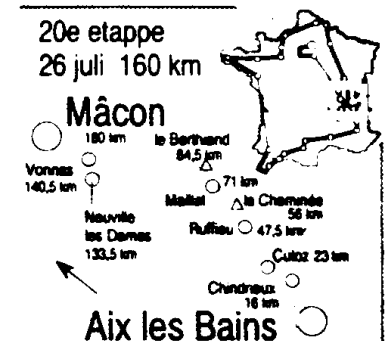 20e etappe
26 juli 160 km
Mâcon
180 km
le Berthiand
84,5 km
Vonnas
140,5 km
71 km
Maillat
la Cheminée
56 km
Neuville
les Dames
133,5 km
Ruffieu
47,5 km
Culoz 23 km
Chindrieux
16 km
Aix les Bains